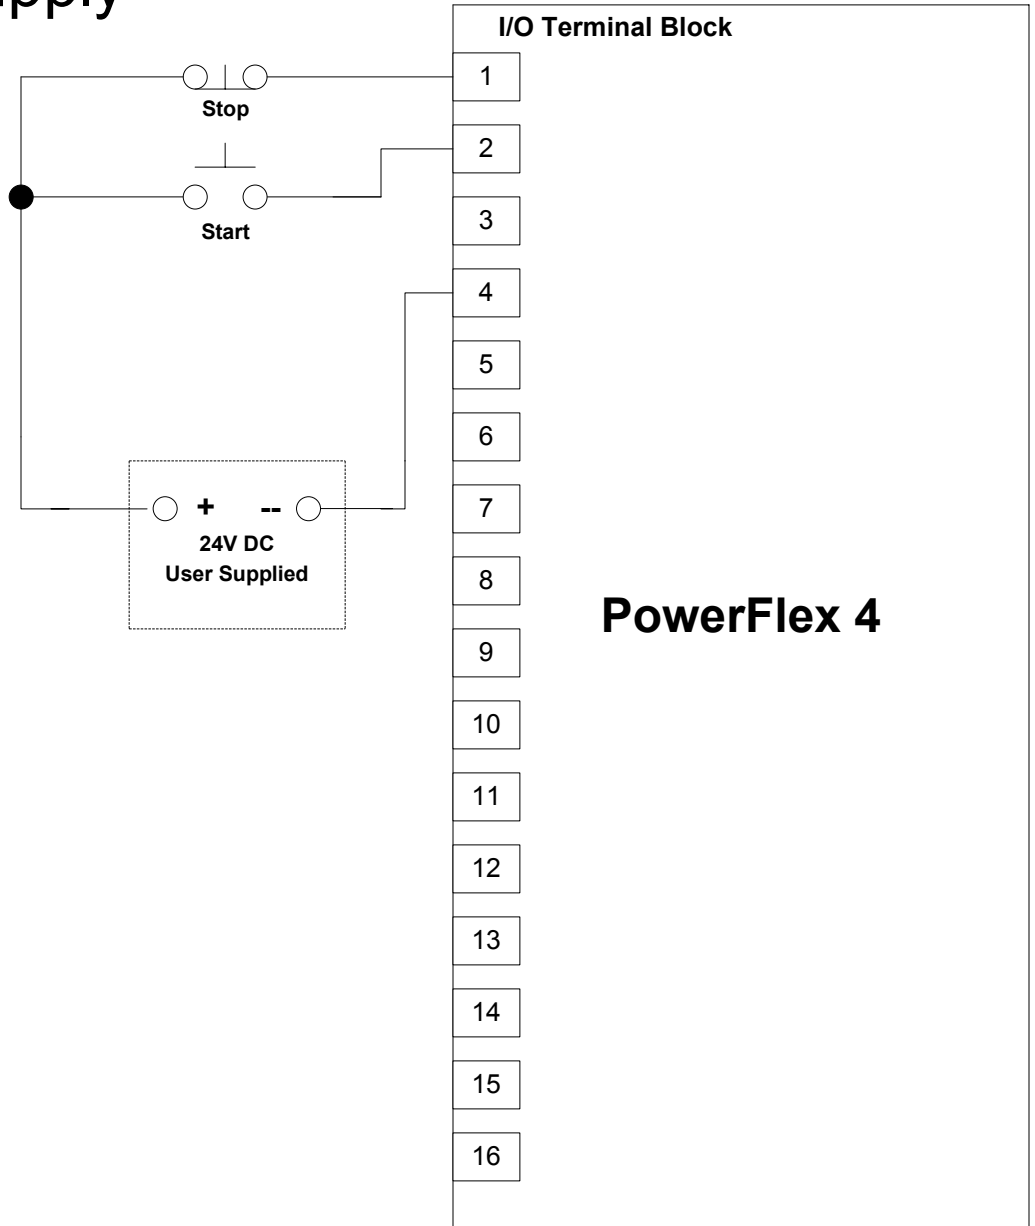 I/O Terminal Block
1
Stop
2
3
Start
4
5
6
+ --
7
24V DC
User Supplied
8
PowerFlex 4
9
10
11
12
13
14
15
16